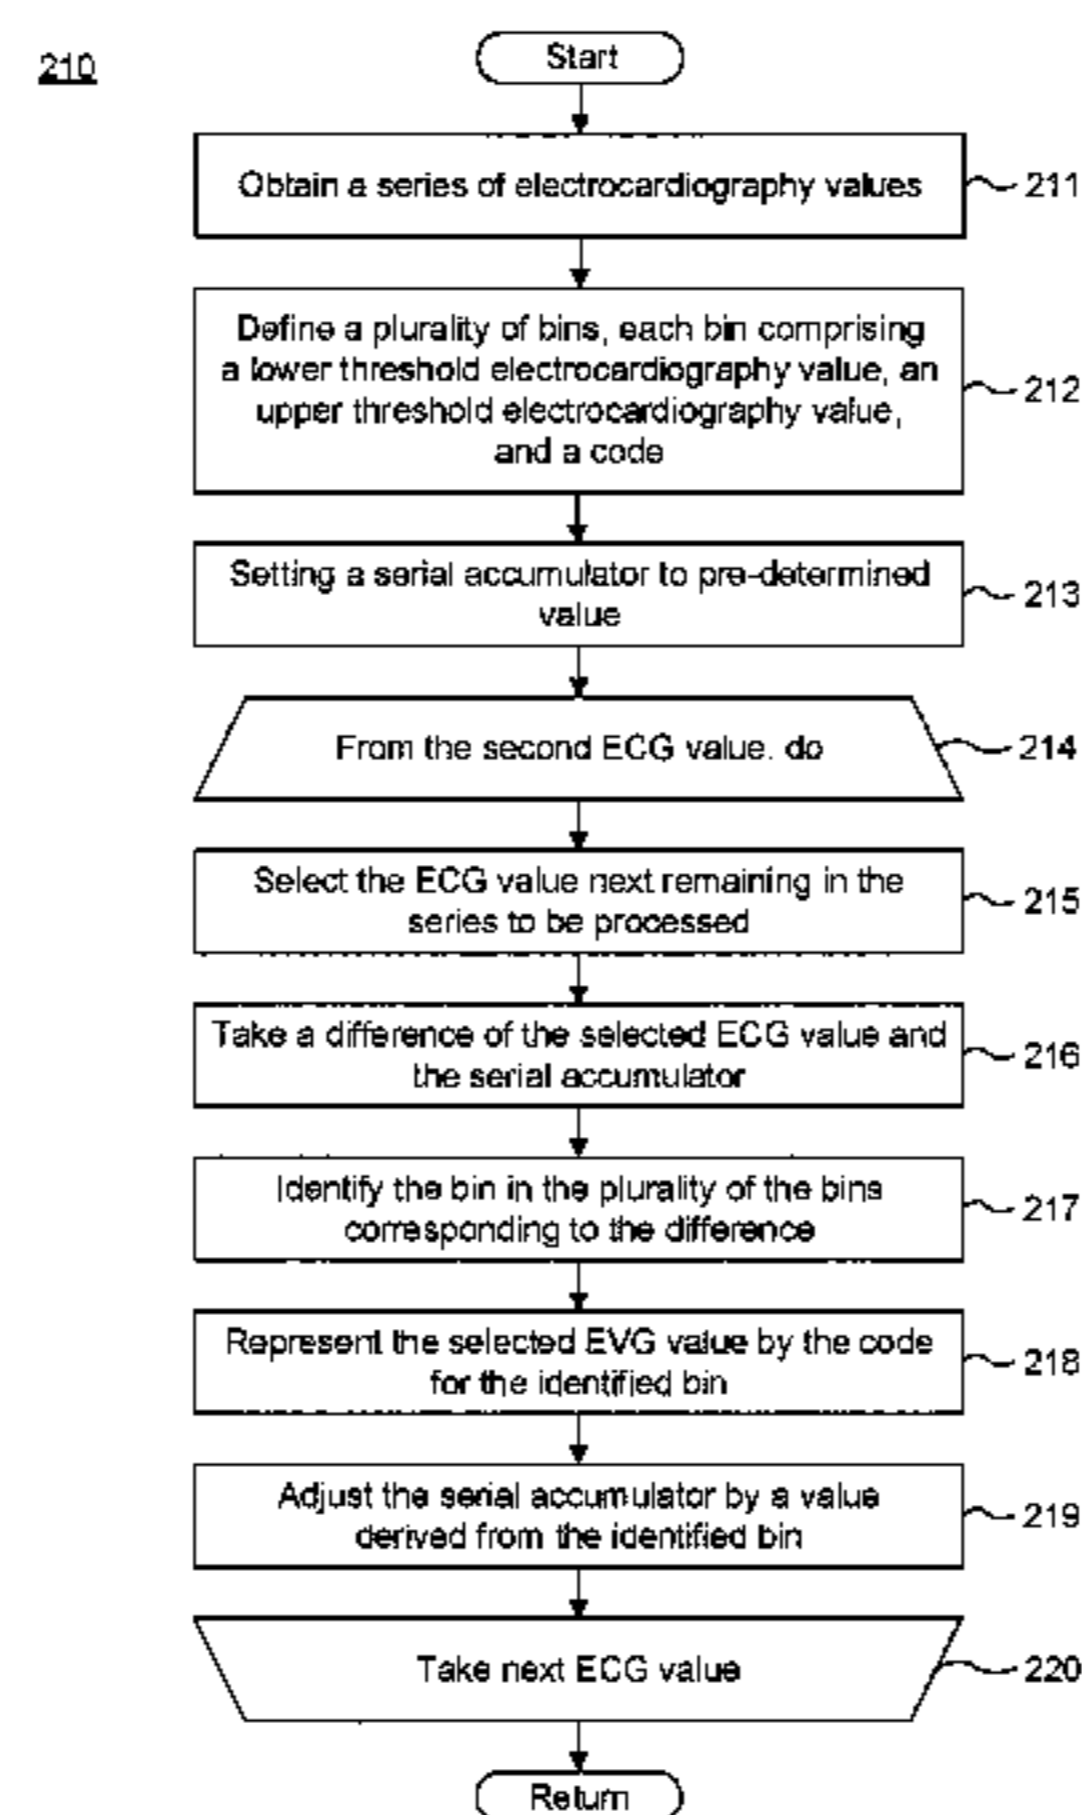 210
Start
Obtain a series of electrocardiography values
211
Define a plurality of bins, each bin comprising
a lower threshold electrocardiography value, an
upper threshold electrocardiography value,
and a code
212
Setting a serial accumulator to pre-determined
value
213
From the second ECG value. do
214
Select the ECG value next remaining in the
series to be processed
215
Take a difference of the selected ECG value and
the serial accumulator
216
Identify the bin in the plurality of the bins
corresponding to the difference
217
Represent the selected EVG value by the code
for the identified bin
218
Adjust the serial accumulator by a value
derived from the identified bin
219
Take next ECG value
220
Return